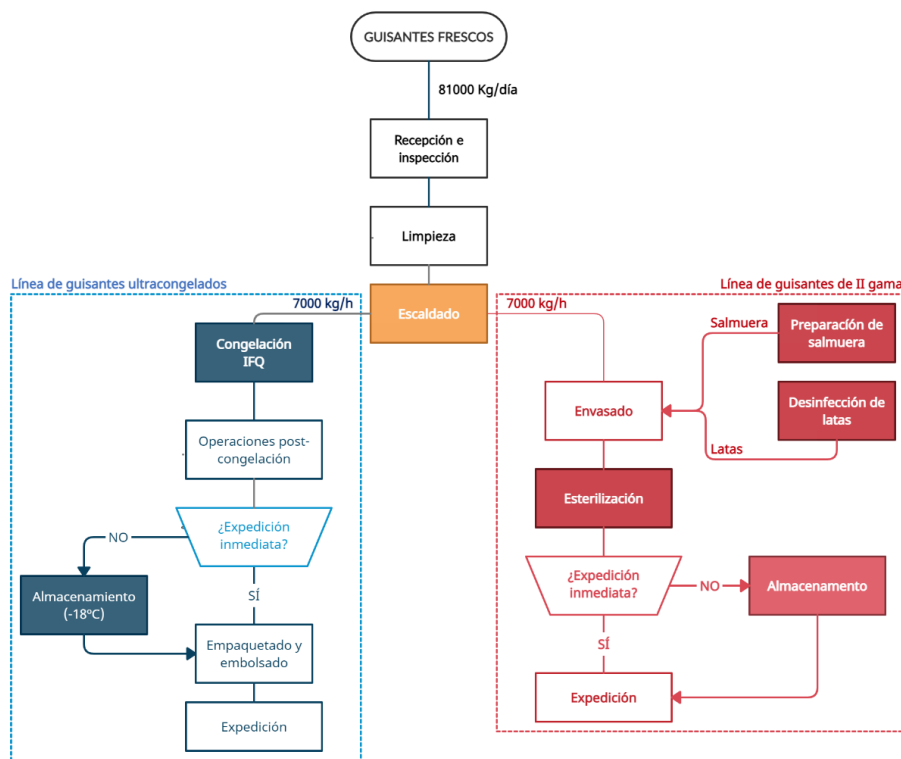 GUISANTES FRESCOS
81000 Kg/día
Recepción e
inspección
Limpieza
Línea de guisantes ultracongelados
Línea de guisantes de II gama
7000 kg/h
Escaldado
7000 kg/h
Congelación
IFQ
Salmuera
Preparacíón de
salmuera
Envasado
Desinfección de
latas
Latas
Operaciones post-
congelación
Esterilización
¿Expedición
inmediata?
NO
SÍ
Almacenamiento
(-18ºC)
¿Expedición
inmediata?
NO
Almacenamento
SÍ
Empaquetado y
embolsado
Expedición
Expedición